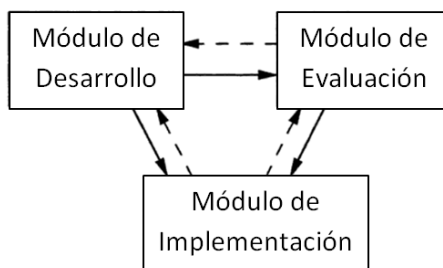 Módulo de
Desarrollo
Módulo de
Evaluación
Módulo de
Implementación